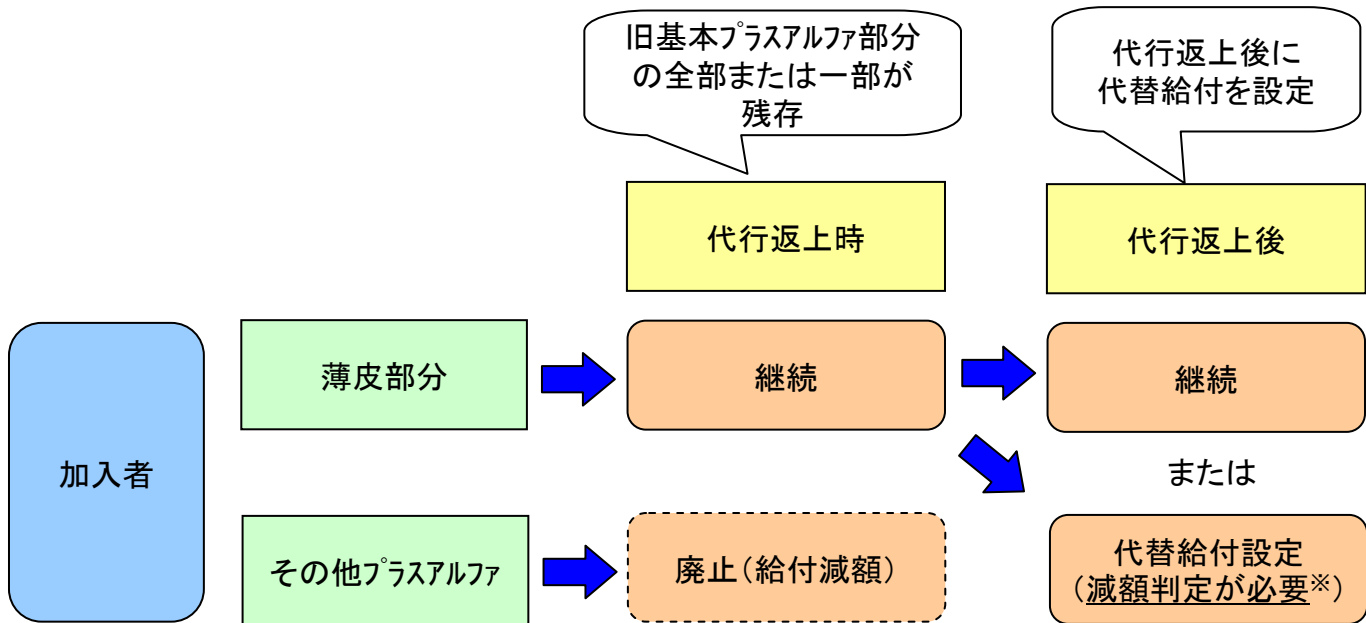 旧基本ﾌﾟﾗｽｱﾙﾌｧ部分
の全部または一部が
残存
代行返上後に
代替給付を設定
代行返上時
代行返上後
加入者
薄皮部分
継続
継続
または
その他ﾌﾟﾗｽｱﾙﾌｧ
廃止（給付減額）
代替給付設定
（減額判定が必要※）